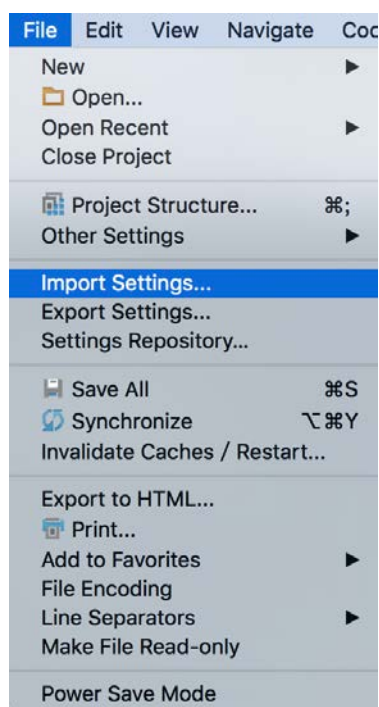 File Edit View Navigate
New
Open...
Open Recent
Close Project
Project Structure... ⌘;
Other Settings
Import Settings...
Export Settings...
Settings Repository...
Save All ⌘S
Synchronize ⌥⌘Y
Invalidate Caches / Restart...
Export to HTML...
Print...
Add to Favorites
File Encoding
Line Separators
Make File Read-only
Power Save Mode